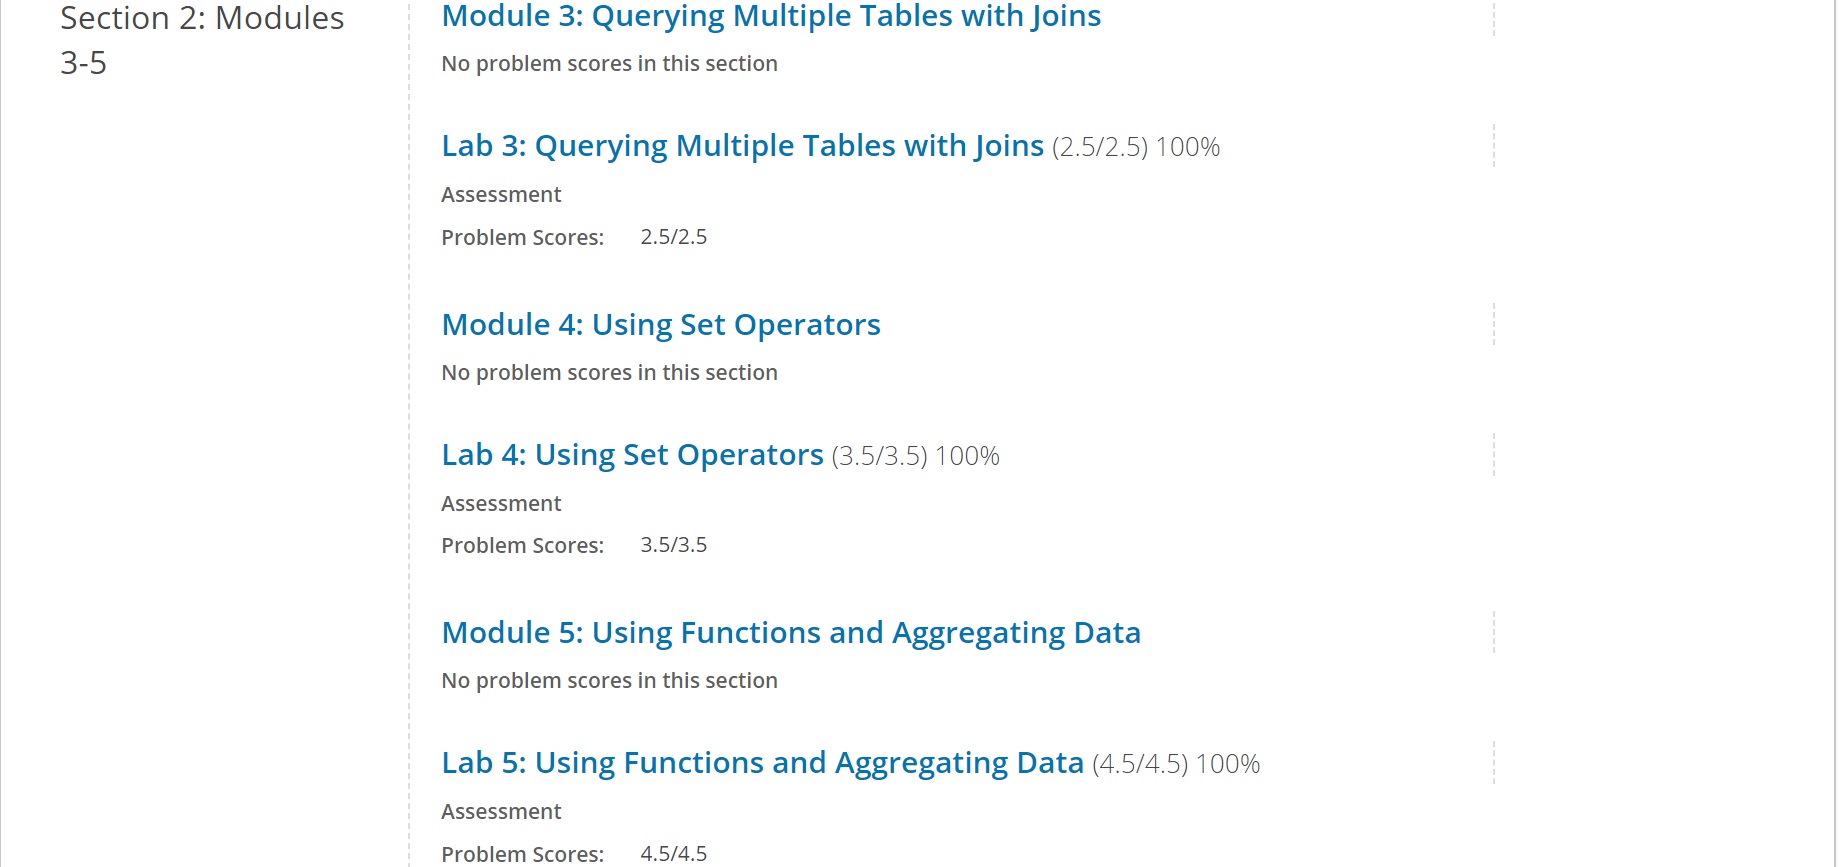 Section 2: Modules
3-5
Module 3: Querying Multiple Tables with Joins
No problem scores in this section
Lab 3: Querying Multiple Tables with Joins (2.5/2.5) 100%
Assessment
Problem Scores: 2.5/2.5
Module 4: Using Set Operators
No problem scores in this section
Lab 4: Using Set Operators (3.5/3.5) 100%
Assessment
Problem Scores: 3.5/3.5
Module 5: Using Functions and Aggregating Data
No problem scores in this section
Lab 5: Using Functions and Aggregating Data (4.5/4.5) 100%
Assessment
Problem Scores: 4.5/4.5